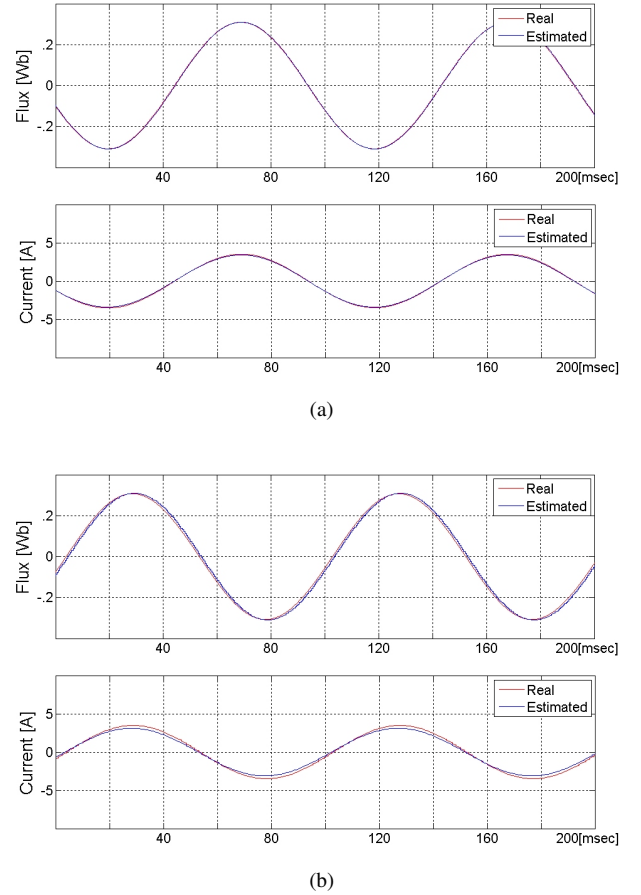 Flux [Wb]
.2
0
-.2
Real
Estimated
40
80
120
160
200[msec]
Current [A]
5
0
-5
Real
Estimated
40
80
120
160
200[msec]
(a)
Flux [Wb]
.2
0
-.2
Real
Estimated
40
80
120
160
200[msec]
Current [A]
5
0
-5
Real
Estimated
40
80
120
160
200[msec]
(b)